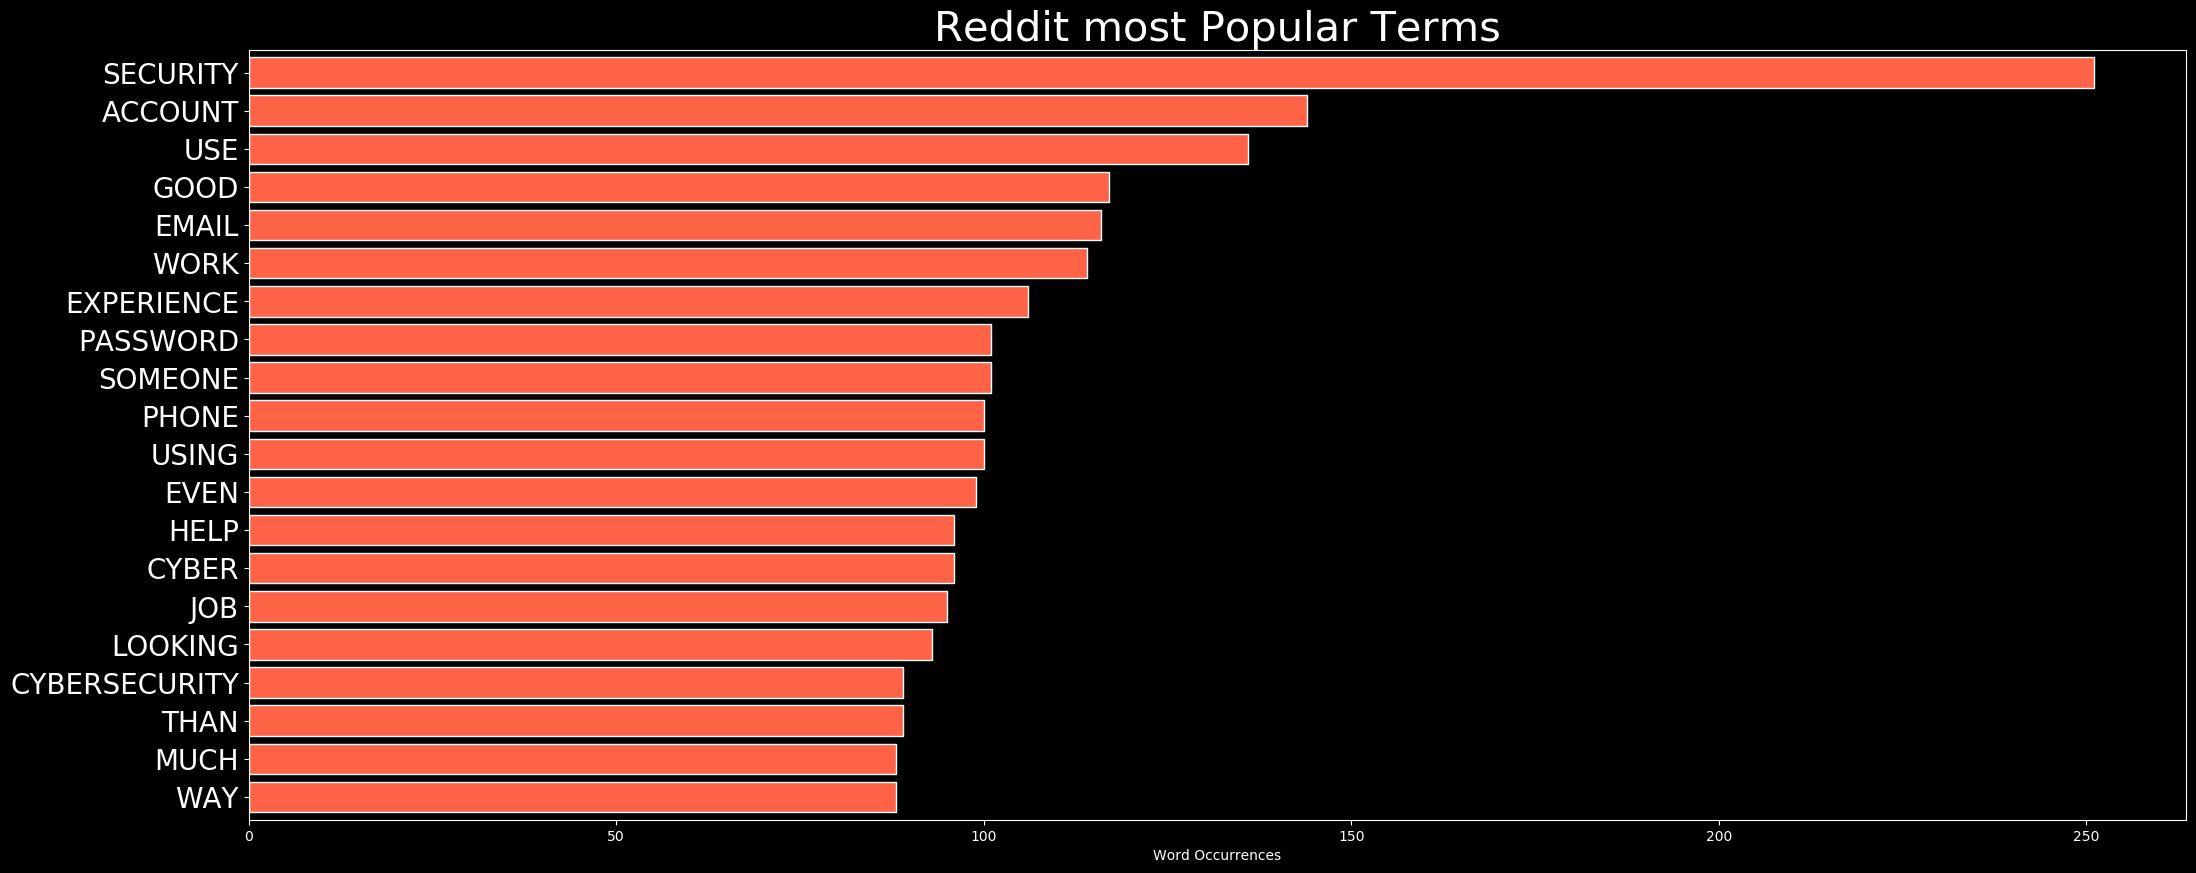 Reddit most Popular Terms
SECURITY
ACCOUNT
USE
GOOD
EMAIL
WORK
EXPERIENCE
PASSWORD
SOMEONE
PHONE
USING
EVEN
HELP
CYBER
JOB
LOOKING
CYBERSECURITY
THAN
MUCH
WAY
0 50 100 150 200 250
Word Occurrences